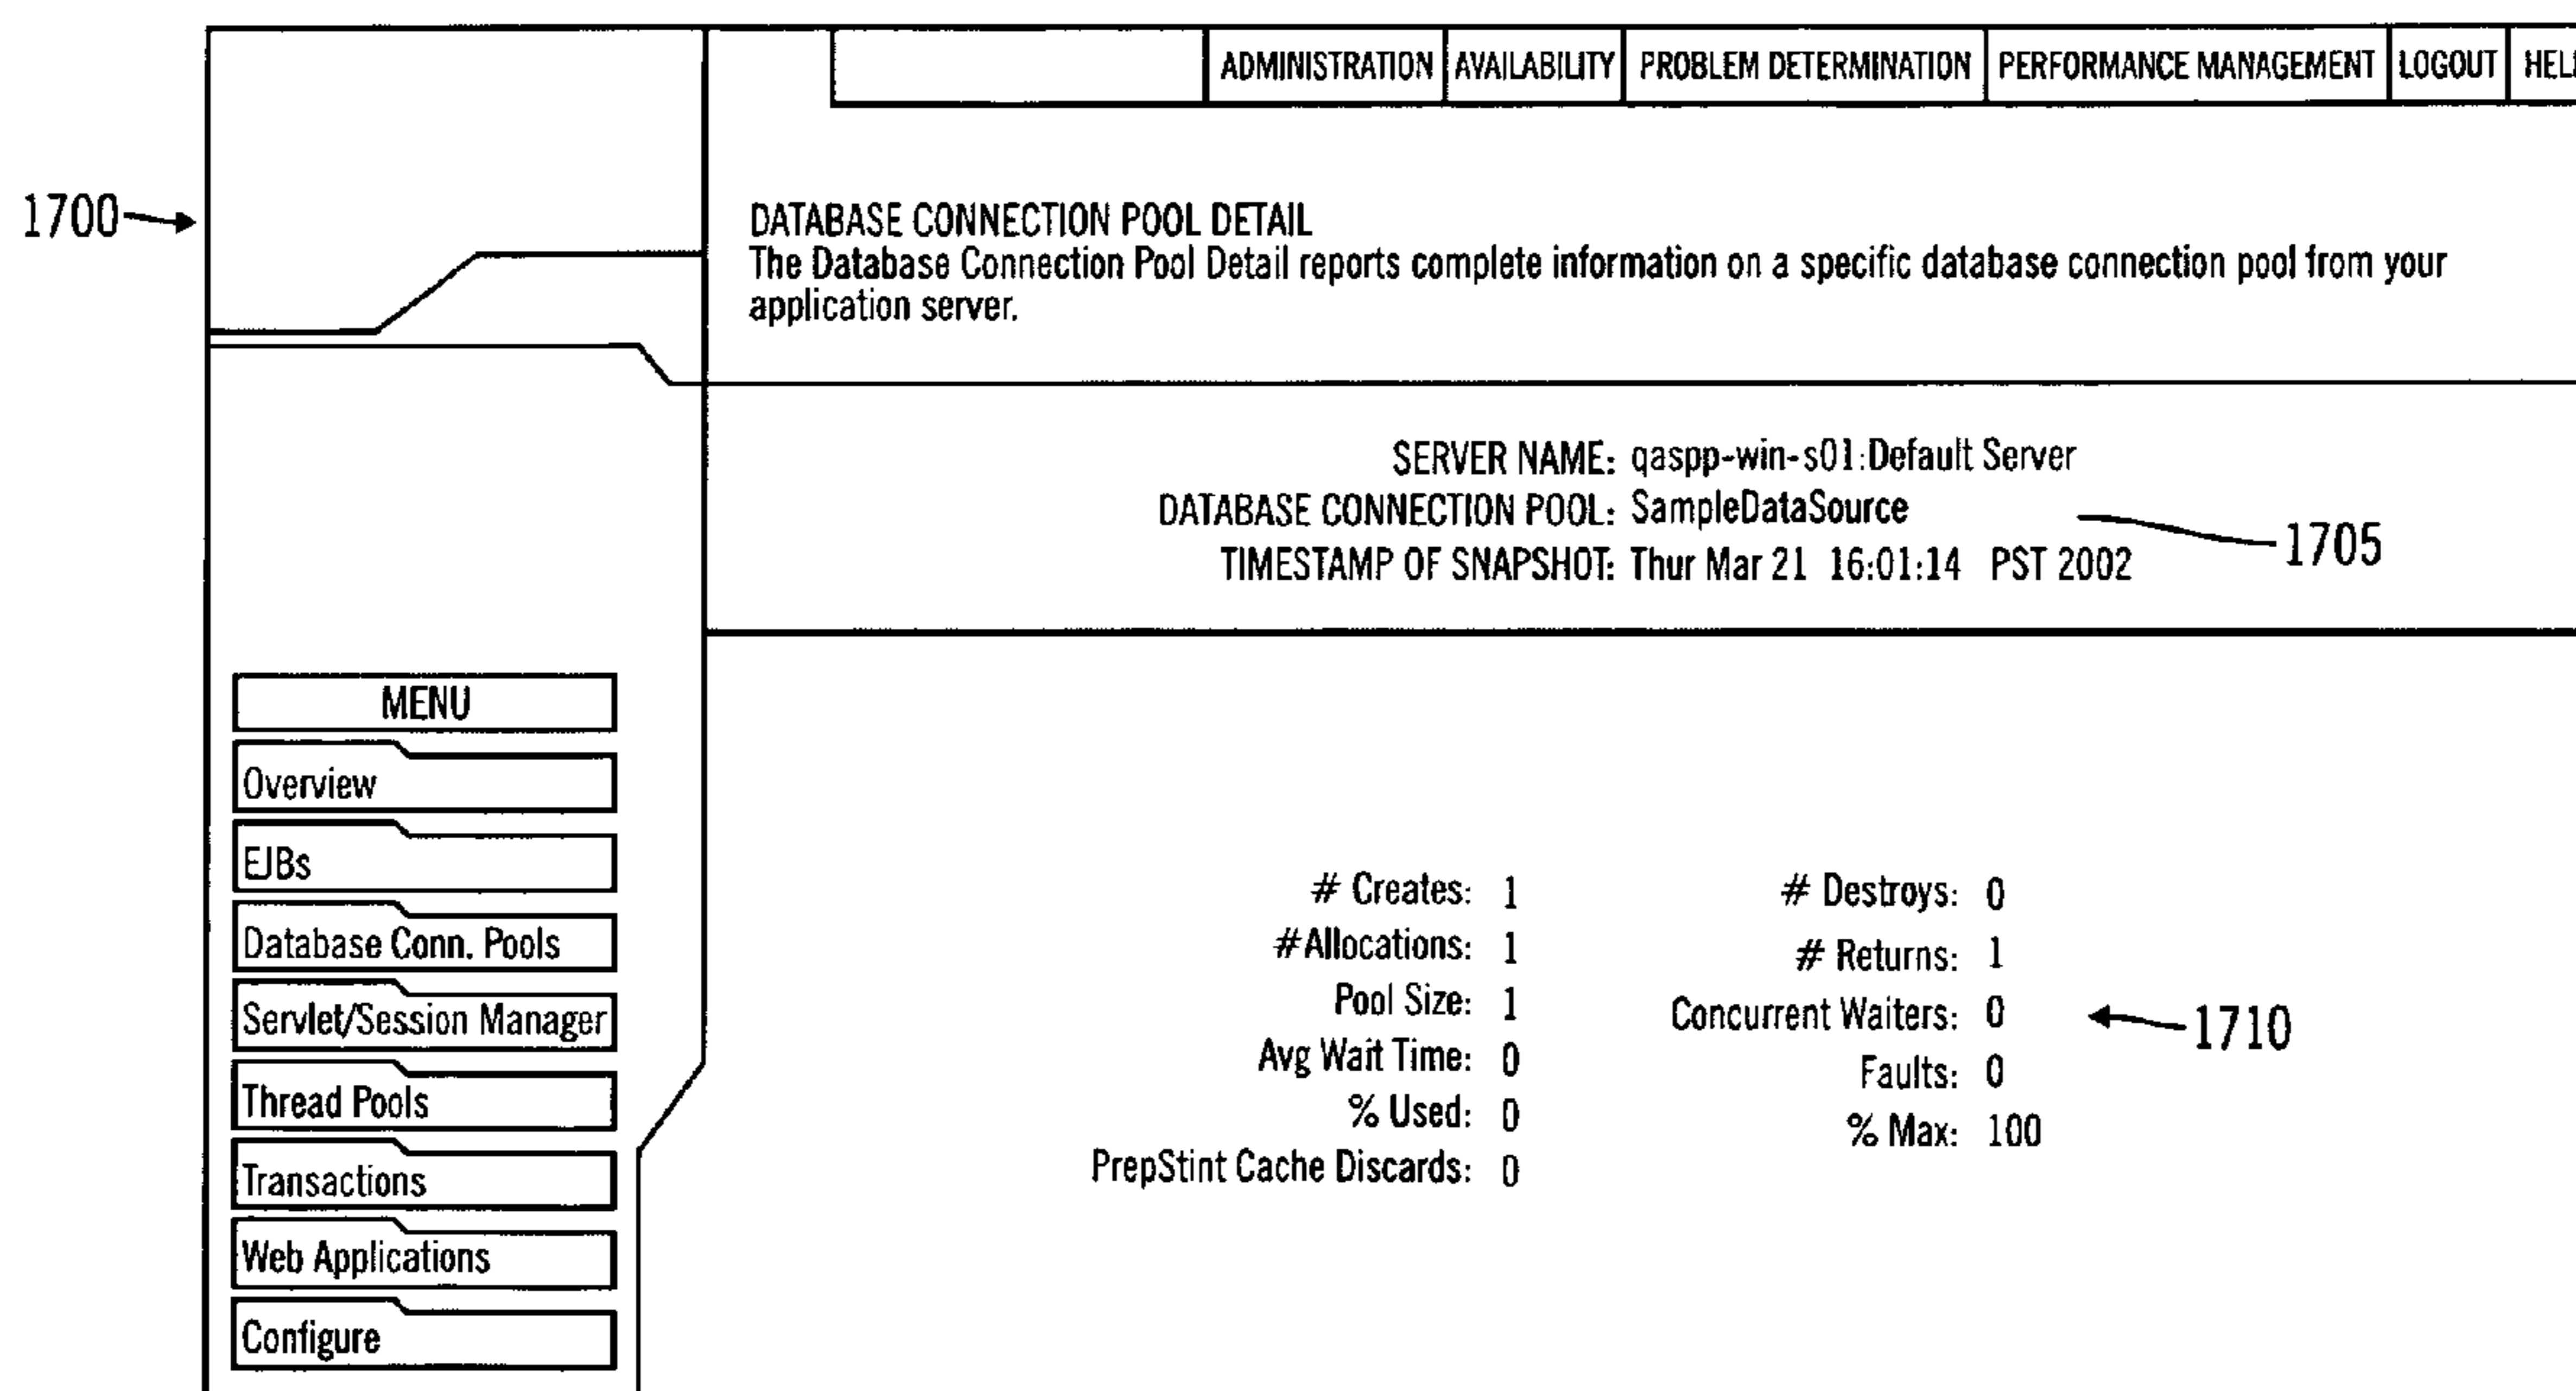 ADMINISTRATION AVAILABILITY PROBLEM DETERMINATION PERFORMANCE MANAGEMENT LOGOUT
1700
DATABASE CONNECTION POOL DETAIL
The Database Connection Pool Detail reports complete information on a specific database connection pool from your
application server.
SERVER NAME: qaspp-win-s01:Default Server
DATABASE CONNECTION POOL: SampleDataSource
1705
TIMESTAMP OF SNAPSHOT: Thur Mar 21 16:01:14 PST 2002
MENU
Overview
EJBs
Database Conn. Pools
Servlet/Session Manager
Thread Pools
Transactions
Web Applications
Configure
# Creates: 1
#Allocations: 1
Pool Size: 1
Avg Wait Time: 0
% Used: 0
PrepStint Cache Discards: 0
# Destroys: 0
# Returns: 1
Concurrent Waiters: 0
Faults: 0
% Max: 100
1710